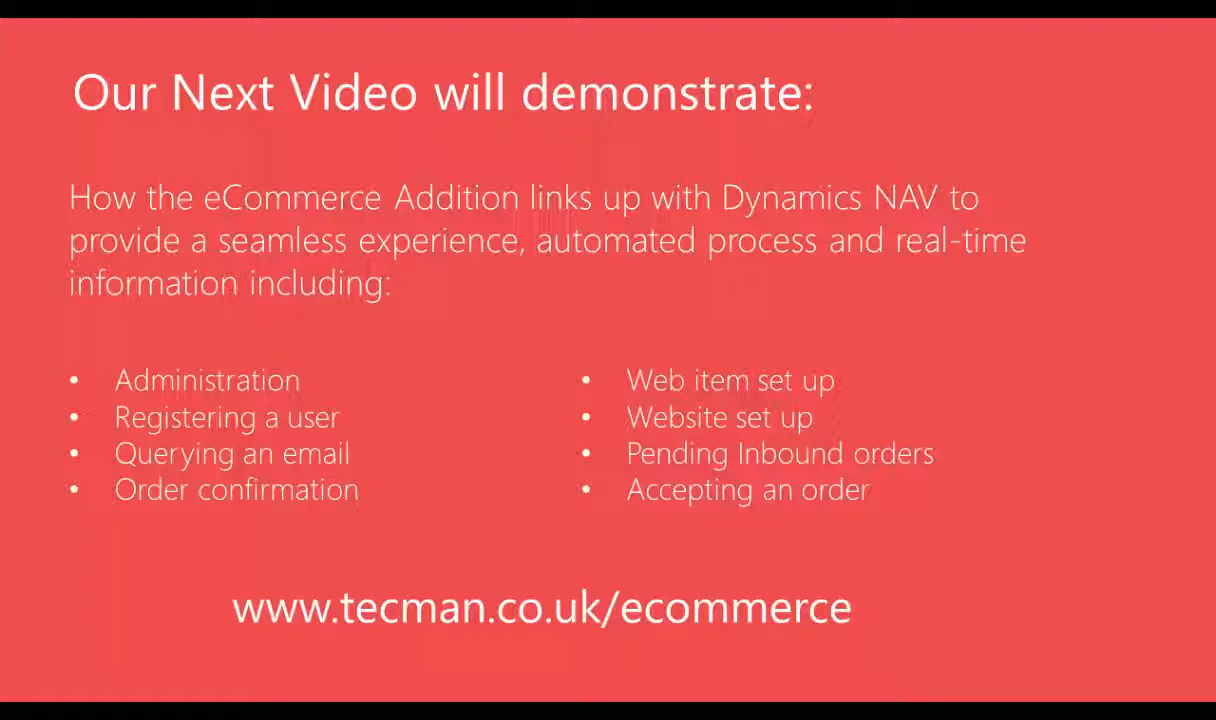 Our Next Video will demonstrate:
How the eCommerce Addition links up with Dynamics NAV to
provide a seamless experience, automated process and real-time
information including:
• Administration
• Registering a user
• Querying an email
• Order confirmation
• Web item set up
• Website set up
• Pending Inbound orders
• Accepting an order
www.tecman.co.uk/ecommerce